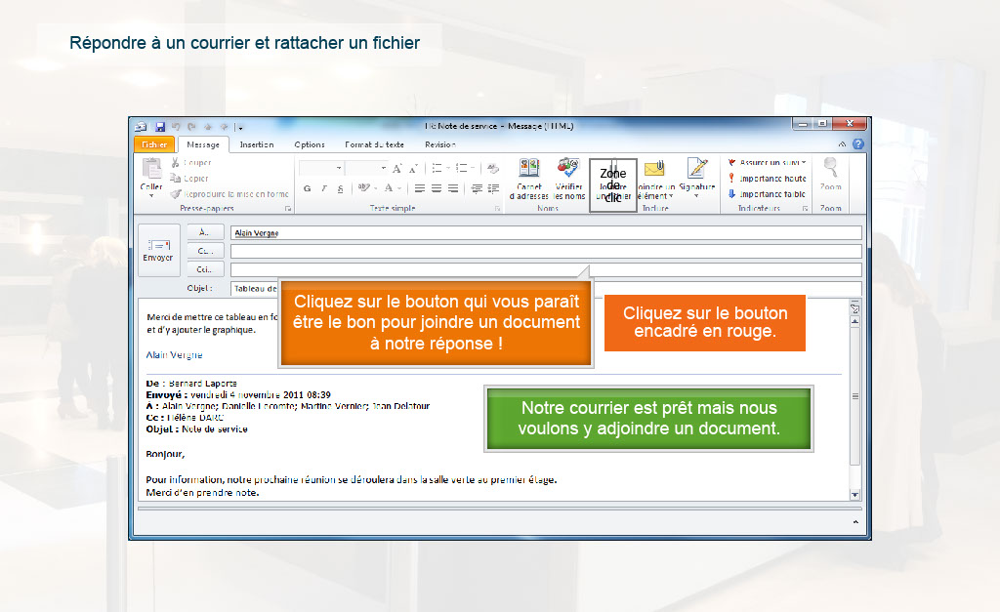 Répondre à un courrier et rattacher un fichier
TR: Note de service - Message (HTML)
Fichier Message Insertion Options Format du texte Révision
Coller
Couper
Copier
Reproduire la mise en forme
Presse-papiers
G I S
Texte simple
Carnet d'adresses
Vérifier les noms
Noms
Zone de clic
Joindre un élément
Signature
Inclure
Assurer un suivi
Importance haute
Importance faible
Indicateurs
Zoom
Zoom
Envoyer
À... Alain Vergne
Cc...
Cci...
Objet : Tableau de
Cliquez sur le bouton qui vous paraît
être le bon pour joindre un document
à notre réponse !
Cliquez sur le bouton
encadré en rouge.
Merci de mettre ce tableau en
et d'y ajouter le graphique.
Alain Vergne
Notre courrier est prêt mais nous
voulons y adjoindre un document.
De : Bernard Laporte
Envoyé : vendredi 4 novembre 2011 08:39
À : Alain Vergne; Danielle Lecomte; Martine Vernier; Jean Delatour
Cc : Hélène DARC
Objet : Note de service
Bonjour,
Pour information, notre prochaine réunion se déroulera dans la salle verte au premier étage.
Merci d'en prendre note.